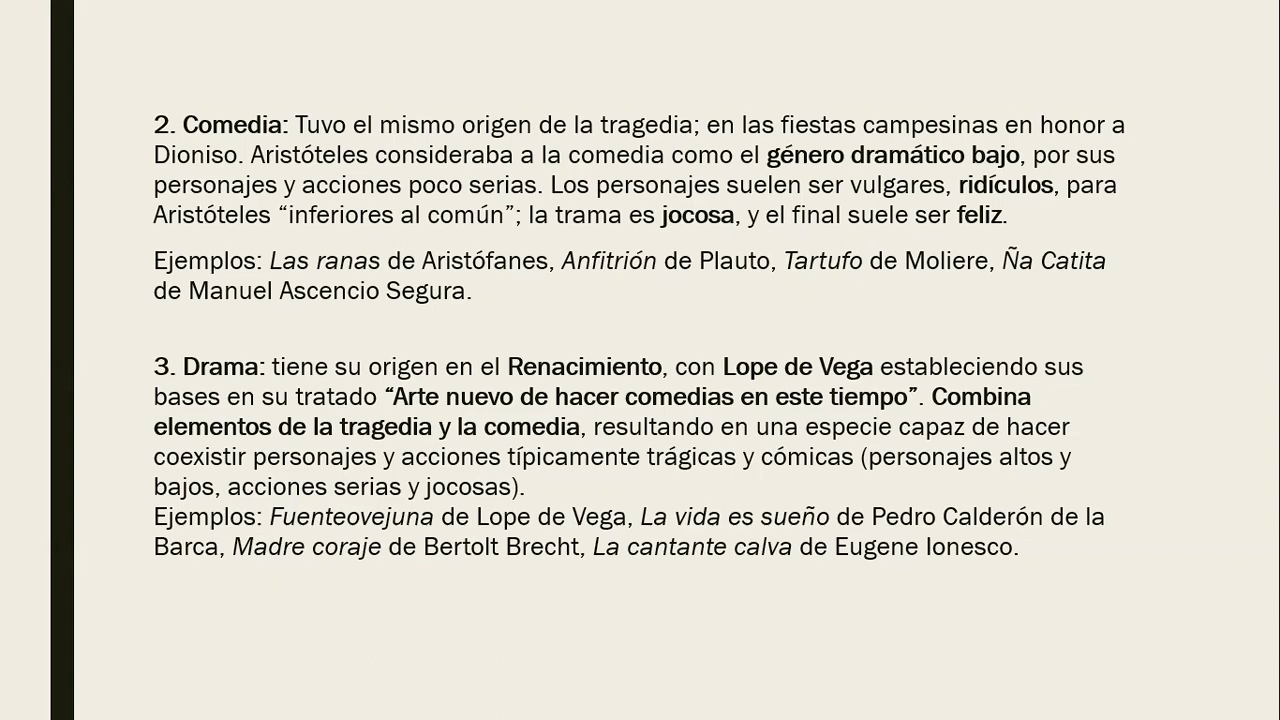 2. Comedia: Tuvo el mismo origen de la tragedia; en las fiestas campesinas en honor a
Dioniso. Aristóteles consideraba a la comedia como el género dramático bajo, por sus
personajes y acciones poco serias. Los personajes suelen ser vulgares, ridículos, para
Aristóteles “inferiores al común”; la trama es jocosa, y el final suele ser feliz.
Ejemplos: Las ranas de Aristófanes, Anfitrión de Plauto, Tartufo de Moliere, Ña Catita
de Manuel Ascencio Segura.
3. Drama: tiene su origen en el Renacimiento, con Lope de Vega estableciendo sus
bases en su tratado “Arte nuevo de hacer comedias en este tiempo”. Combina
elementos de la tragedia y la comedia, resultando en una especie capaz de hacer
coexistir personajes y acciones típicamente trágicas y cómicas (personajes altos y
bajos, acciones serias y jocosas).
Ejemplos: Fuenteovejuna de Lope de Vega, La vida es sueño de Pedro Calderón de la
Barca, Madre coraje de Bertolt Brecht, La cantante calva de Eugene Ionesco.